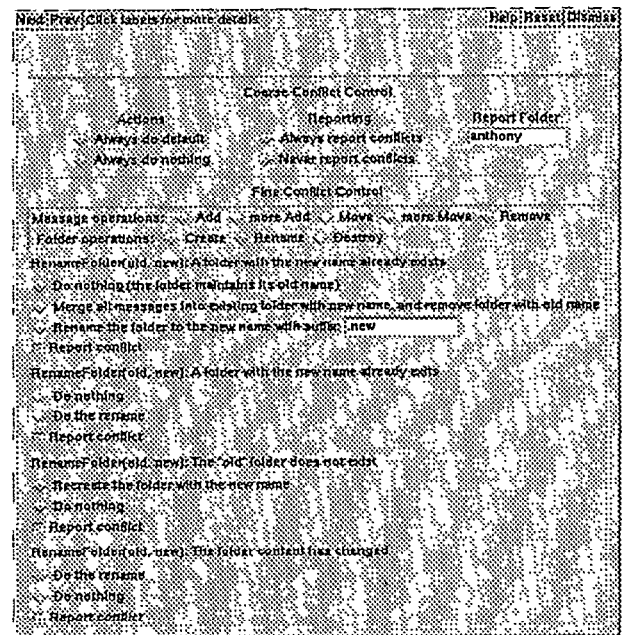 Next Prev Click labels for more details Help Reset Dismiss
Coarse Conflict Control
Actions Reporting Report Folder
Always do default Always report conflicts anthony
Always do nothing Never report conflicts
Fine Conflict Control
Message operations: Add more Add Move more Move Remove
Folder operations: Create Rename Destroy
RenameFolder(old, new): A folder with the new name already exists
Do nothing (the folder maintains its old name)
Merge all messages into existing folder with new name, and remove folder with old name
Rename the folder to the new name with suffix: .new
Report conflict
RenameFolder(old, new): A folder with the new name already exits
Do nothing
Do the rename
Report conflict
RenameFolder(old, new): The "old" folder does not exist
Recreate the folder with the new name
Do nothing
Report conflict
RenameFolder(old, new): The folder content has changed
Do the rename
Do nothing
Report conflict